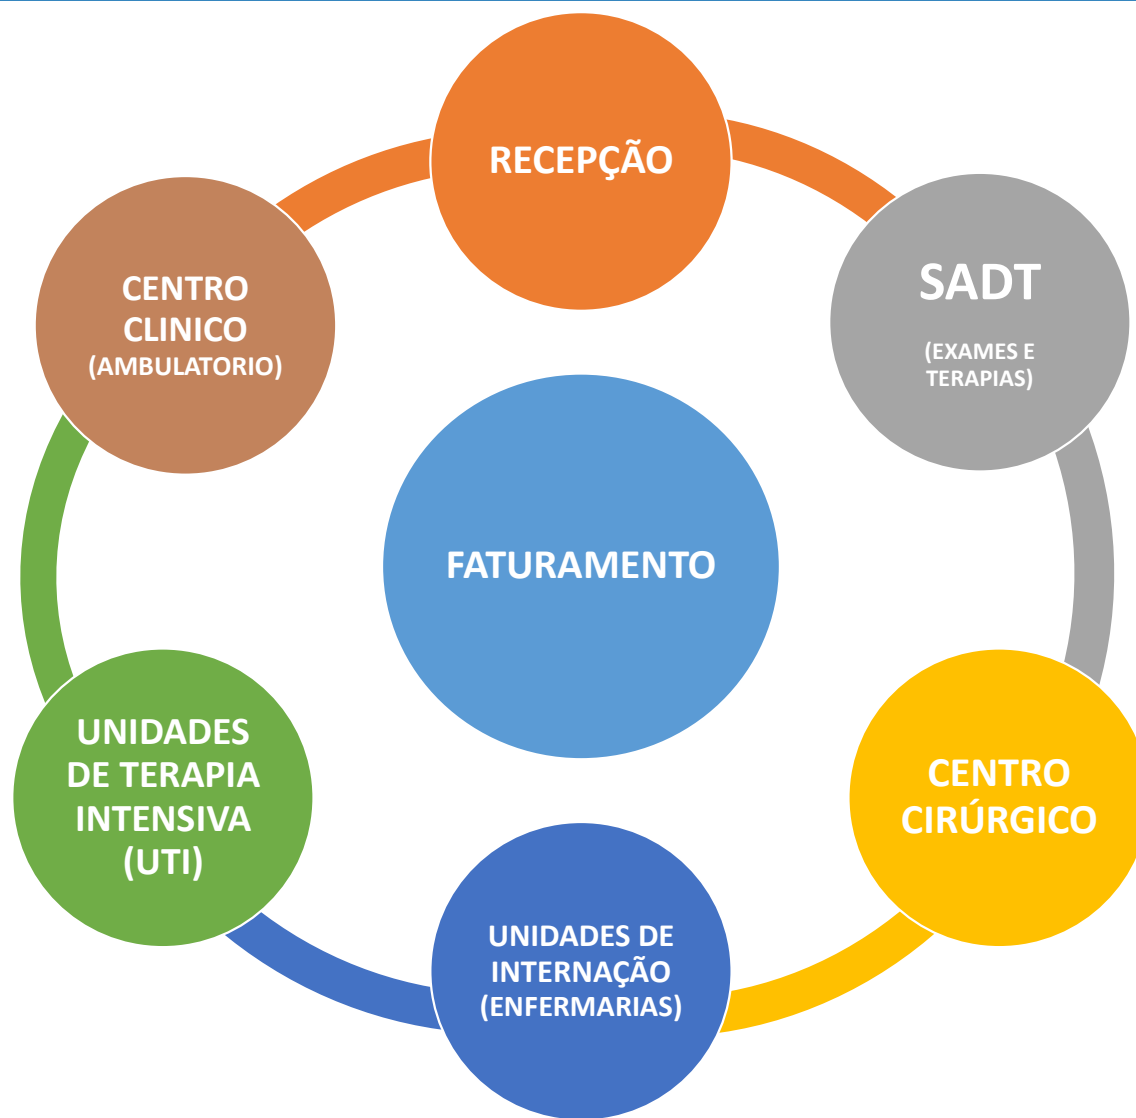 RECEPÇÃO
SADT
(EXAMES E
TERAPIAS)
CENTRO
CIRÚRGICO
UNIDADES DE
INTERNAÇÃO
(ENFERMARIAS)
UNIDADES
DE TERAPIA
INTENSIVA
(UTI)
CENTRO
CLINICO
(AMBULATORIO)
FATURAMENTO